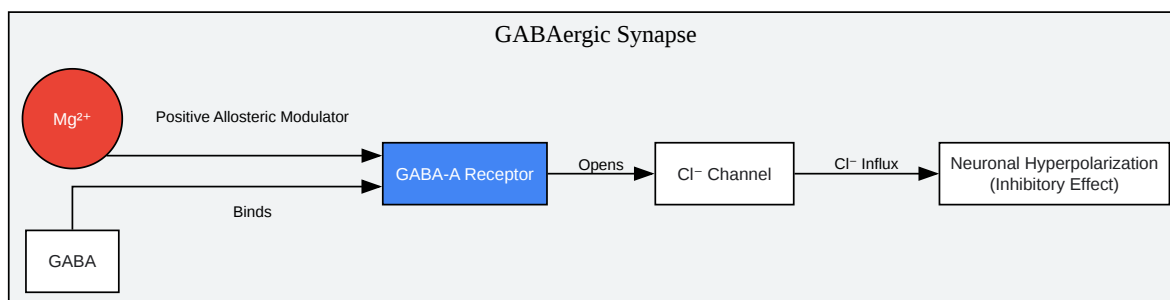 GABAergic Synapse
Mg²⁺
Positive Allosteric Modulator
GABA-A Receptor
Opens
Cl⁻ Channel
Cl⁻ Influx
Neuronal Hyperpolarization
(Inhibitory Effect)
Binds
GABA